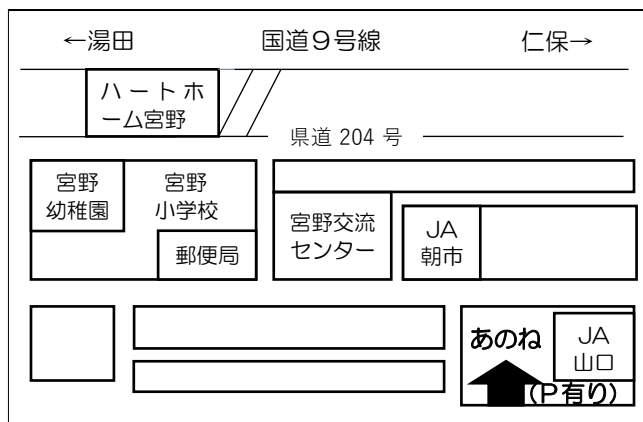 ←湯田　国道９号線　仁保→
ハートホ
ーム宮野
県道 204 号
宮野
幼稚園
宮野
小学校
郵便局
宮野交流
センター
JA
朝市
あのね
JA
山口
(P有り)